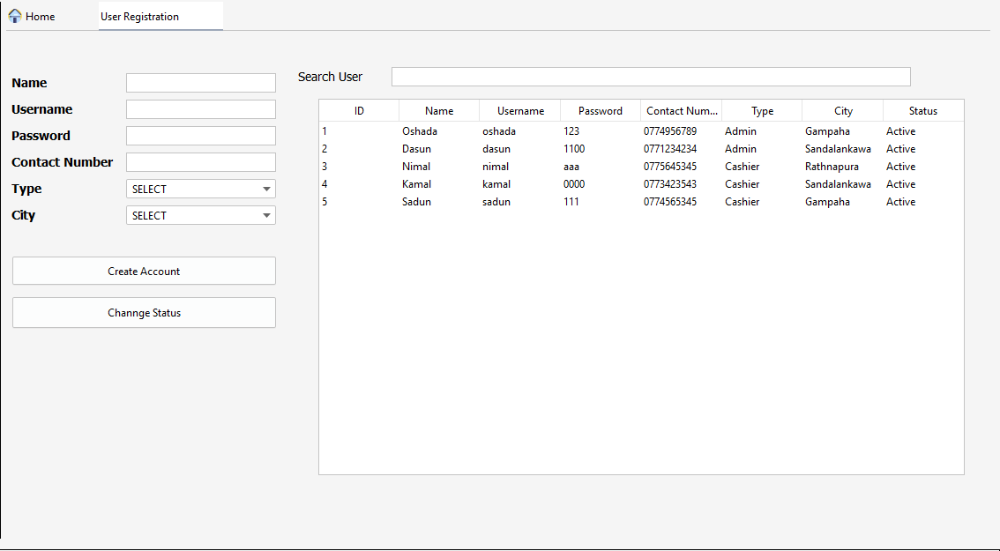 Home User Registration
Name
Username
Password
Contact Number
Type SELECT
City SELECT
Create Account
Channge Status
Search User
ID Name Username Password Contact Num... Type City Status
1 Oshada oshada 123 0774956789 Admin Gampaha Active
2 Dasun dasun 1100 0771234234 Admin Sandalankawa Active
3 Nimal nimal aaa 0775645345 Cashier Rathnapura Active
4 Kamal kamal 0000 0773423543 Cashier Sandalankawa Active
5 Sadun sadun 111 0774565345 Cashier Gampaha Active